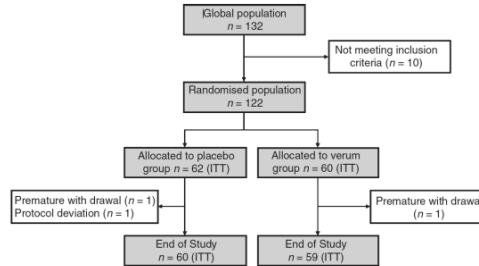 Global population
n = 132
Not meeting inclusion
criteria (n = 10)
Randomised population
n = 122
Allocated to placebo
group n = 62 (ITT)
Allocated to verum
group n = 60 (ITT)
Premature with drawal (n = 1)
Protocol deviation (n = 1)
Premature with drawa
(n = 1)
End of Study
n = 60 (ITT)
End of Study
n = 59 (ITT)